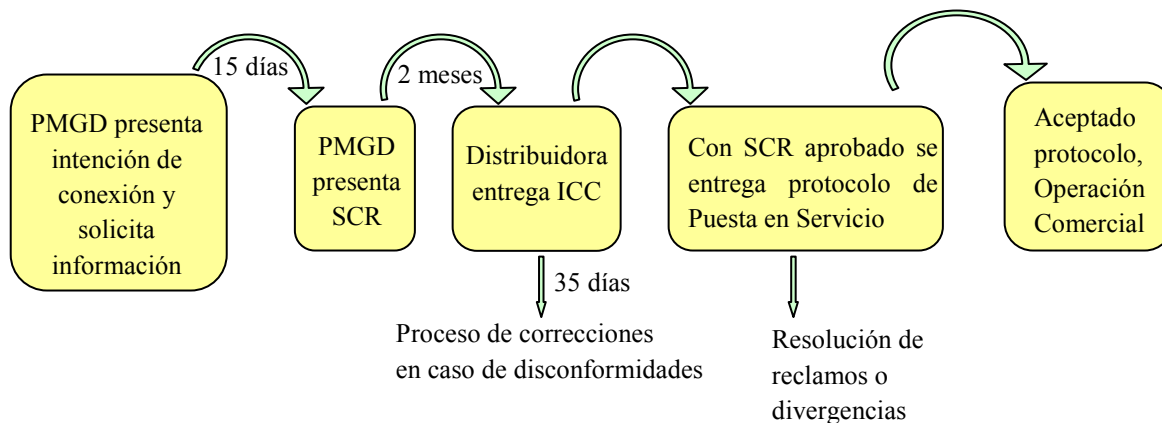 PMGD presenta
intención de
conexión y
solicita
información
15 días
PMGD
presenta
SCR
2 meses
Distribuidora
entrega ICC
35 días
Proceso de correcciones
en caso de disconformidades
Con SCR aprobado se
entrega protocolo de
Puesta en Servicio
Resolución de
reclamos o
divergencias
Aceptado
protocolo,
Operación
Comercial